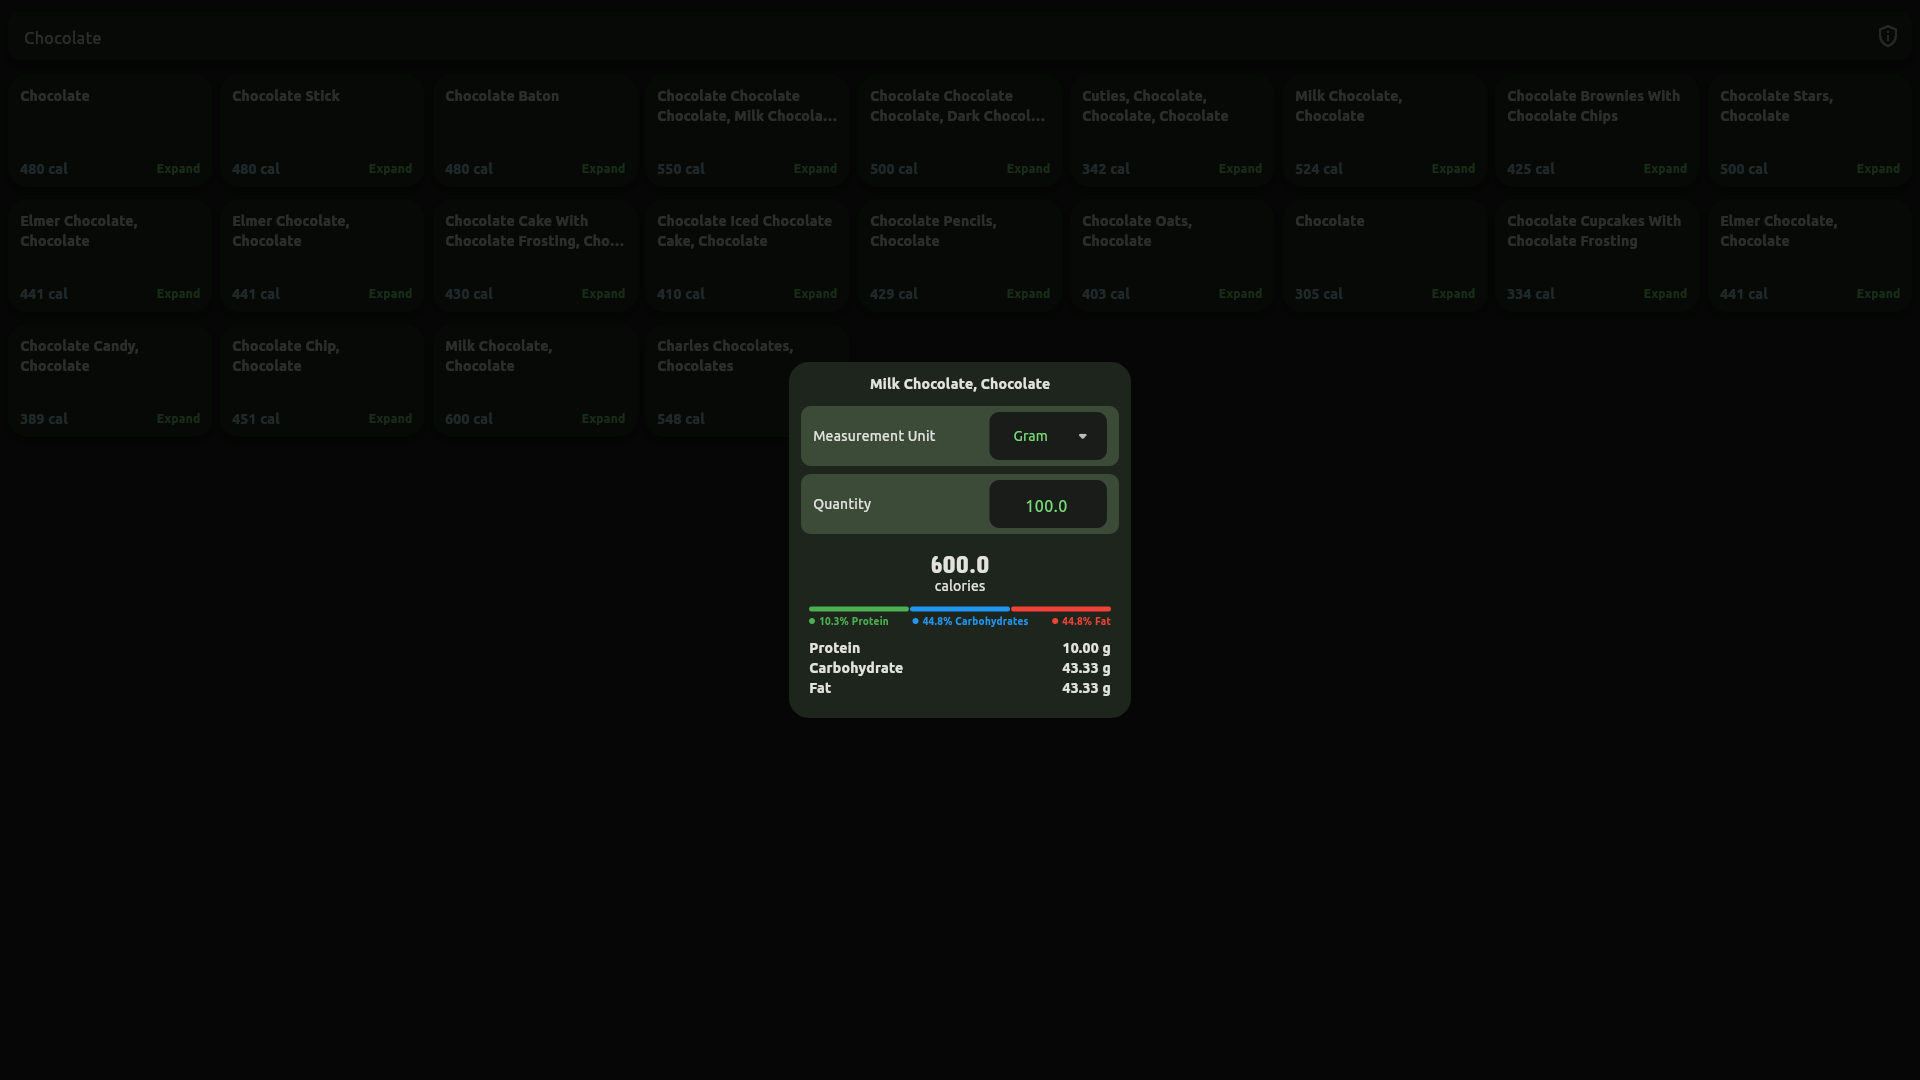 Chocolate
Chocolate
480 cal
Expand
Chocolate Stick
480 cal
Expand
Chocolate Baton
480 cal
Expand
Chocolate Chocolate
Chocolate, Milk Chocola...
550 cal
Expand
Chocolate Chocolate
Chocolate, Dark Chocol...
500 cal
Expand
Cuties, Chocolate,
Chocolate, Chocolate
342 cal
Expand
Milk Chocolate,
Chocolate
524 cal
Expand
Chocolate Brownies With
Chocolate Chips
425 cal
Expand
Chocolate Stars,
Chocolate
500 cal
Expand
Elmer Chocolate,
Chocolate
441 cal
Expand
Elmer Chocolate,
Chocolate
441 cal
Expand
Chocolate Cake With
Chocolate Frosting, Cho...
430 cal
Expand
Chocolate Iced Chocolate
Cake, Chocolate
410 cal
Expand
Chocolate Pencils,
Chocolate
429 cal
Expand
Chocolate Oats,
Chocolate
403 cal
Expand
Chocolate
305 cal
Expand
Chocolate Cupcakes With
Chocolate Frosting
334 cal
Expand
Elmer Chocolate,
Chocolate
441 cal
Expand
Chocolate Candy,
Chocolate
389 cal
Expand
Chocolate Chip,
Chocolate
451 cal
Expand
Milk Chocolate,
Chocolate
600 cal
Expand
Charles Chocolates,
Chocolates
548 cal
Milk Chocolate, Chocolate
Measurement Unit
Gram
Quantity
100.0
600.0
calories
10.3% Protein
44.8% Carbohydrates
44.8% Fat
Protein 10.00 g
Carbohydrate 43.33 g
Fat 43.33 g